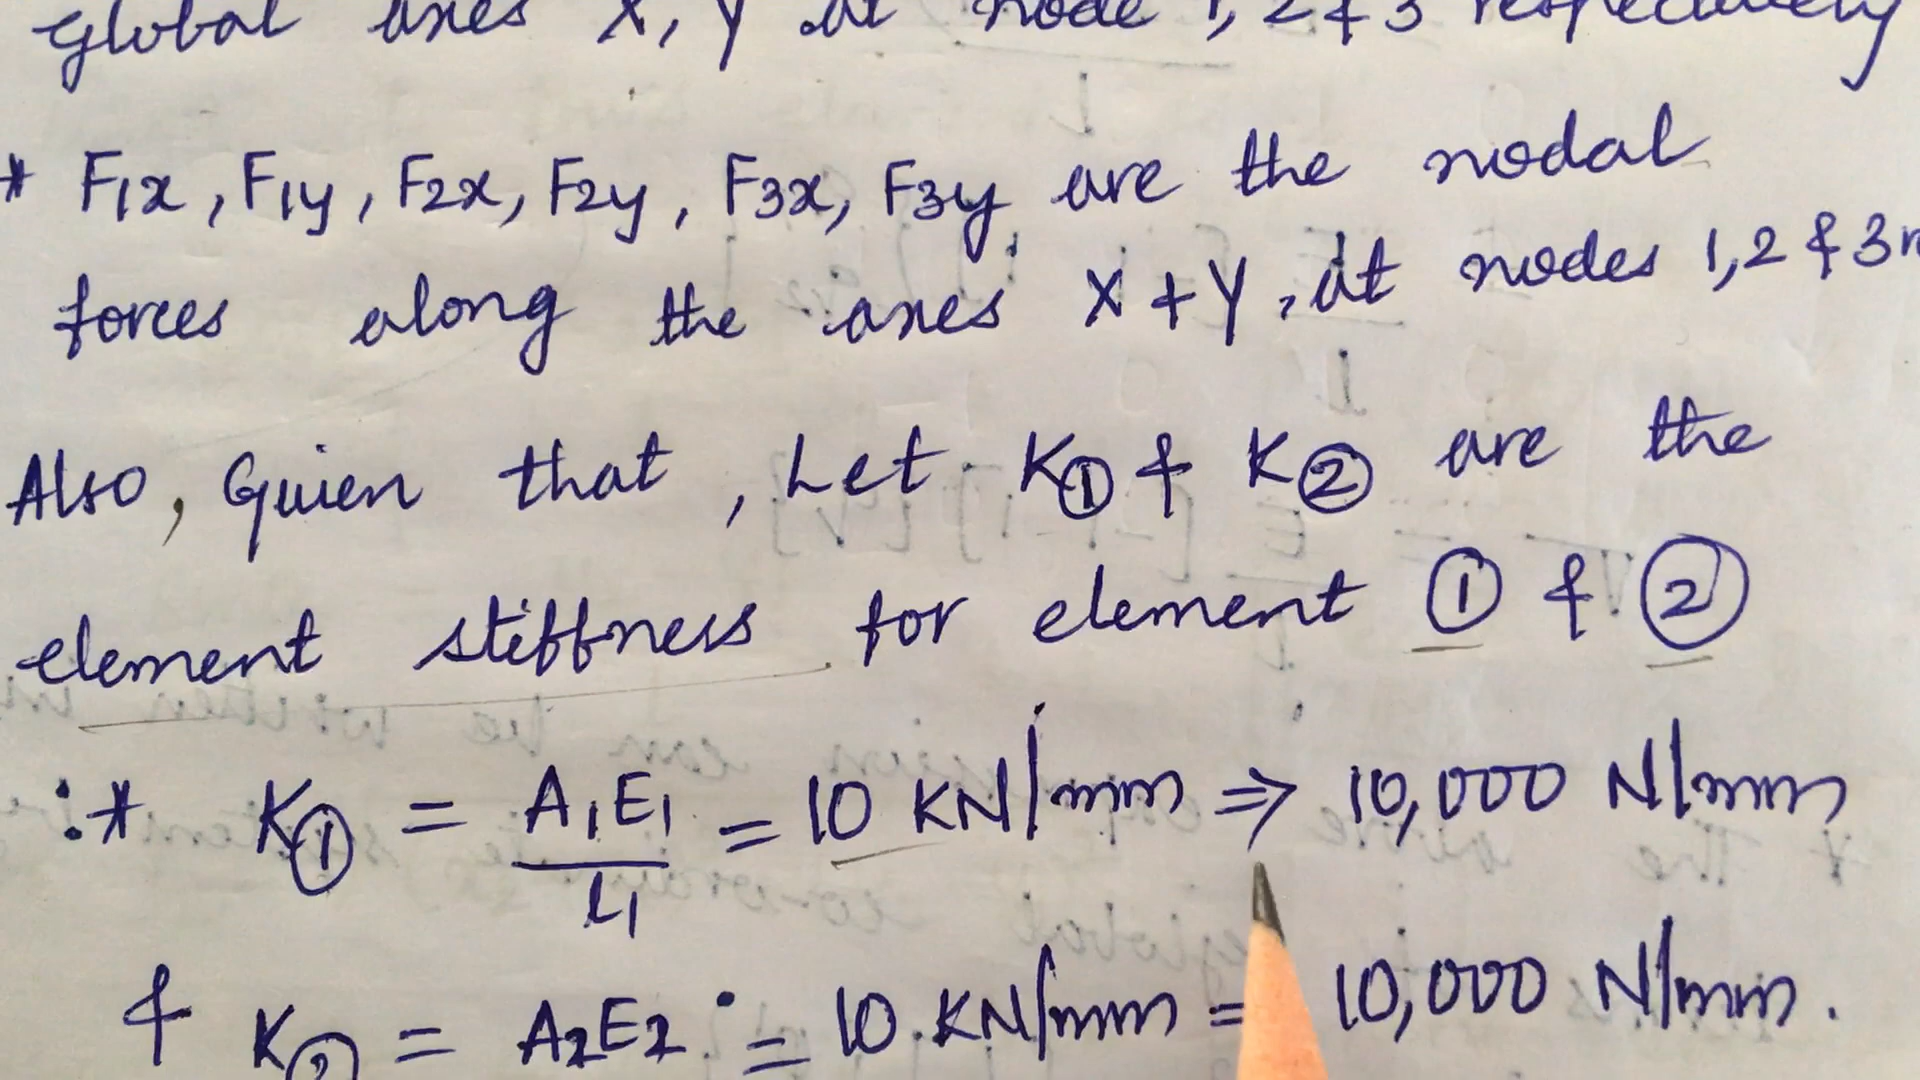 global axes X, Y at node 1, 2 & 3 respectively
* F1x, F1y, F2x, F2y, F3x, F3y are the nodal
forces along the axes X + Y, at nodes 1, 2 & 3
Also, Given that, Let K① & K② are the
element stiffness for element ① & ②
∴* K① = A₁E₁/L₁ = 10 KN/mm ⇒ 10,000 N/mm
& K② = A₂E₂ = 10 KN/mm = 10,000 N/mm.